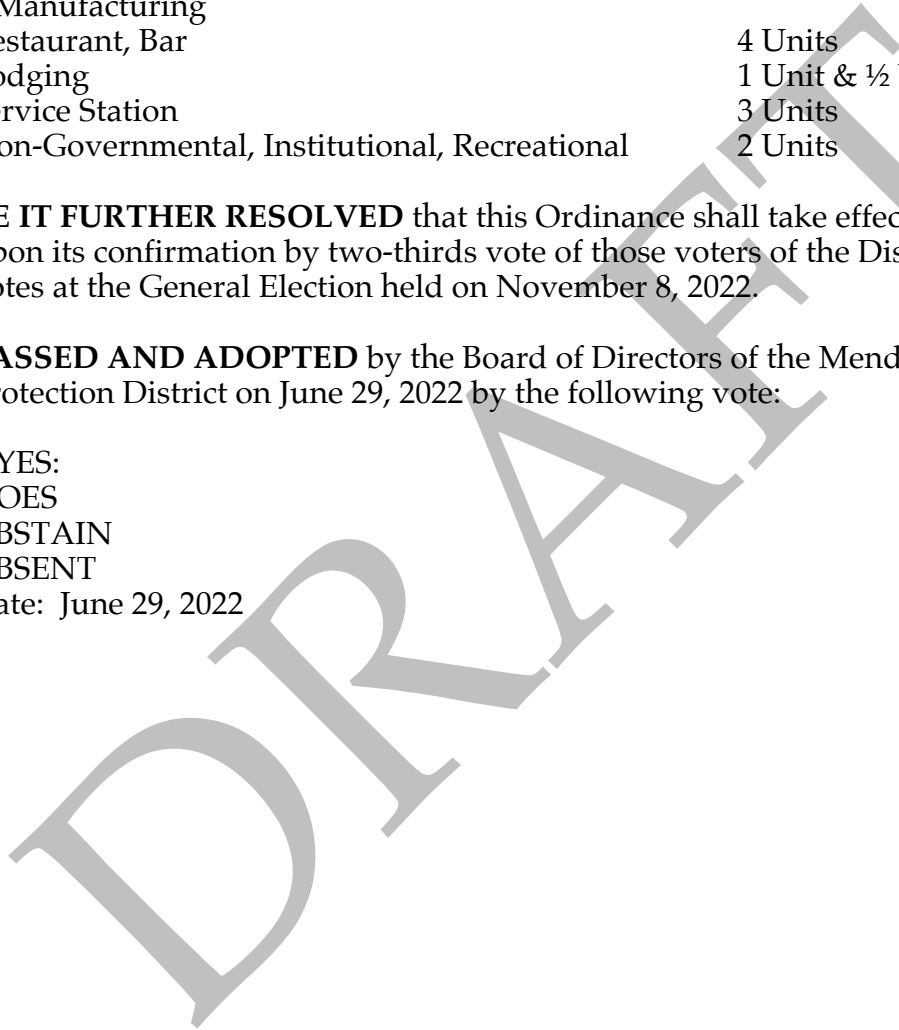 Manufacturing
estaurant, Bar 4 Units
odging 1 Unit & ½
ervice Station 3 Units
on-Governmental, Institutional, Recreational 2 Units
E IT FURTHER RESOLVED that this Ordinance shall take effec
pon its confirmation by two-thirds vote of those voters of the Dis
otes at the General Election held on November 8, 2022.
ASSED AND ADOPTED by the Board of Directors of the Mend
rotection District on June 29, 2022 by the following vote:
YES:
OES
BSTAIN
BSENT
ate: June 29, 2022
DRAFT